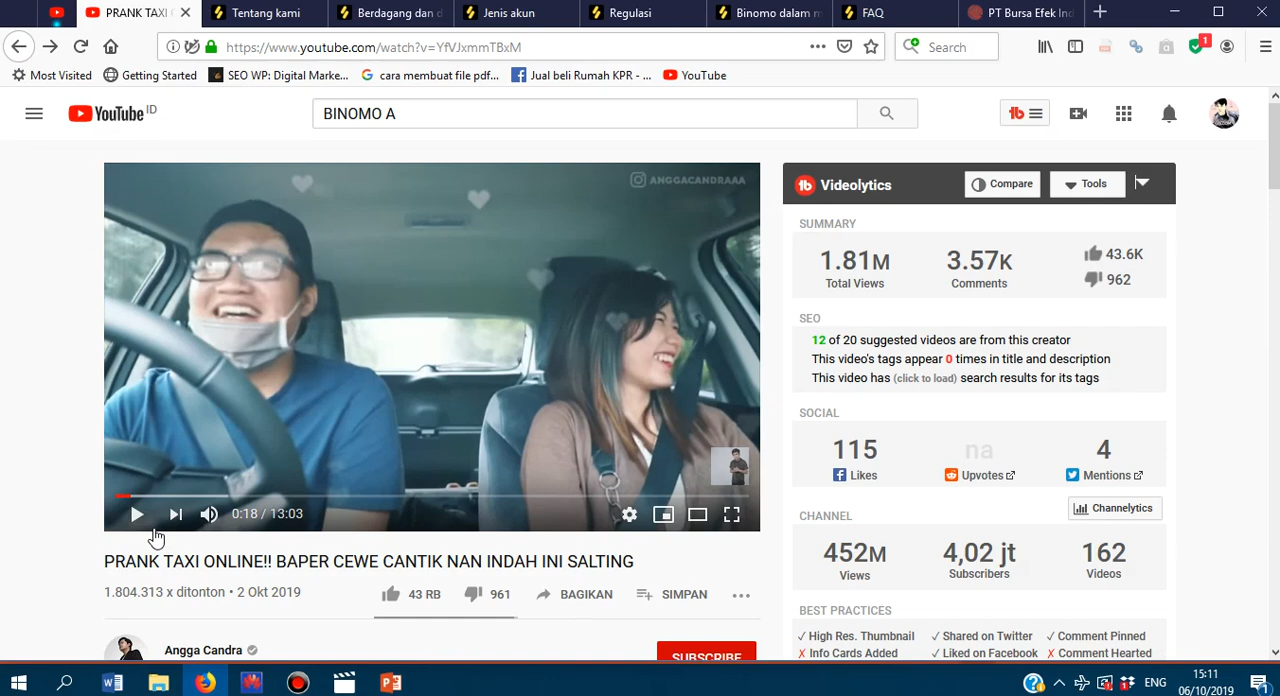 PRANK TAXI O
Tentang kami
Berdagang dan d
Jenis akun
Regulasi
Binomo dalam m
FAQ
PT Bursa Efek Ind
https://www.youtube.com/watch?v=YfVJxmmTBxM
Search
1
Most Visited
Getting Started
SEO WP: Digital Marke...
cara membuat file pdf...
Jual beli Rumah KPR - ...
YouTube
YouTube ID
BINOMO A
ANGGACANDRAAA
0:18 / 13:03
PRANK TAXI ONLINE!! BAPER CEWE CANTIK NAN INDAH INI SALTING
1.804.313 x ditonton • 2 Okt 2019
43 RB
961
BAGIKAN
SIMPAN
Angga Candra
SUBSCRIBE
Videolytics
Compare
Tools
SUMMARY
1.81M
Total Views
3.57K
Comments
43.6K
962
SEO
12 of 20 suggested videos are from this creator
This video's tags appear 0 times in title and description
This video has (click to load) search results for its tags
SOCIAL
115
Likes
na
Upvotes
4
Mentions
Channelytics
CHANNEL
452M
Views
4,02 jt
Subscribers
162
Videos
BEST PRACTICES
✓ High Res. Thumbnail
✓ Shared on Twitter
✓ Comment Pinned
✗ Info Cards Added
✓ Liked on Facebook
✗ Comment Hearted
ENG
15:11
06/10/2019